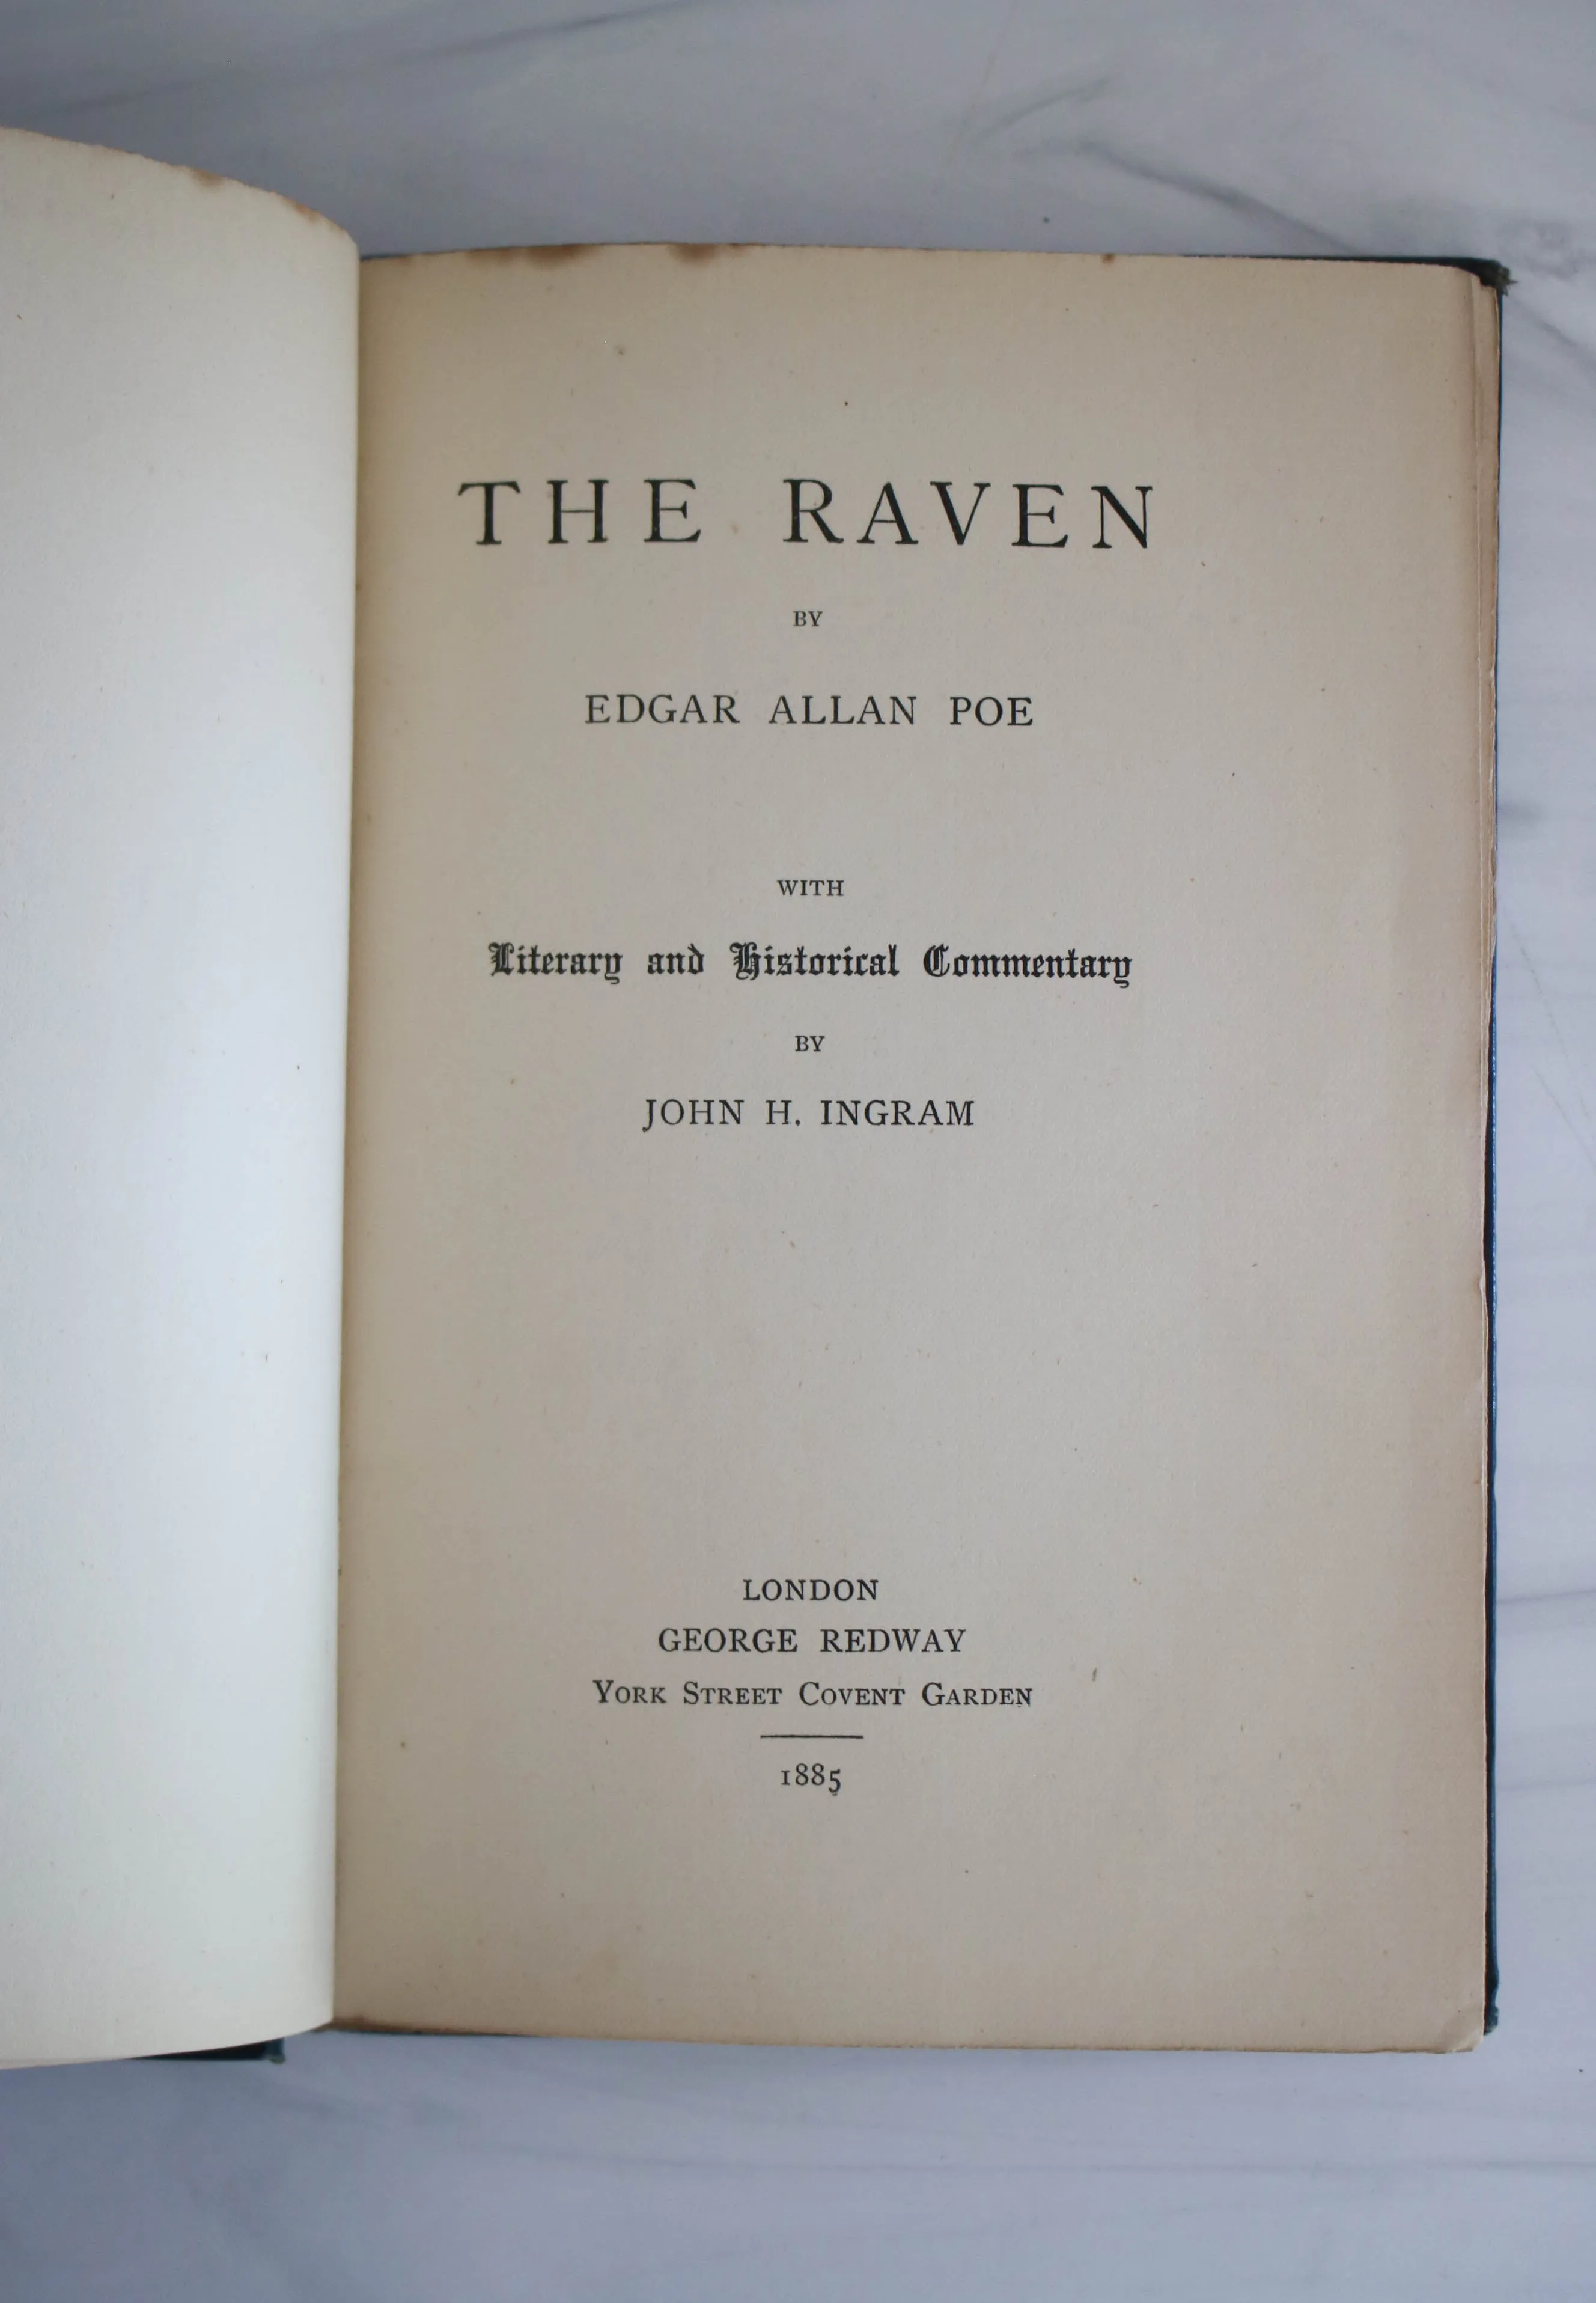 THE RAVEN
BY
EDGAR ALLAN POE
WITH
Literary and Historical Commentary
BY
JOHN H. INGRAM
LONDON
GEORGE REDWAY
YORK STREET COVENT GARDEN
1885